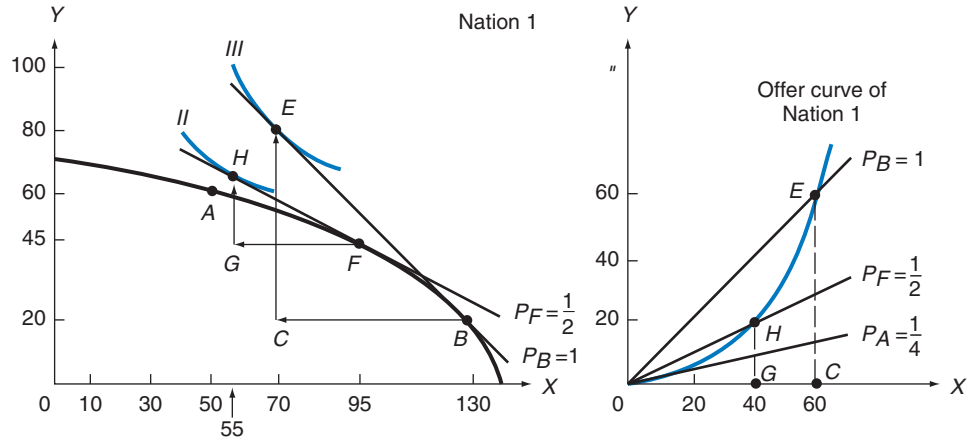 Y
Nation 1
100
III
E
80
II
H
60
A
45
G
F
20
C
B
P_F = 1/2
P_B = 1
X
0 10 30 50 70 95 130
55
Y
"
Offer curve of
Nation 1
P_B = 1
60
E
40
P_F = 1/2
20
H
P_A = 1/4
G
C
X
0 20 40 60